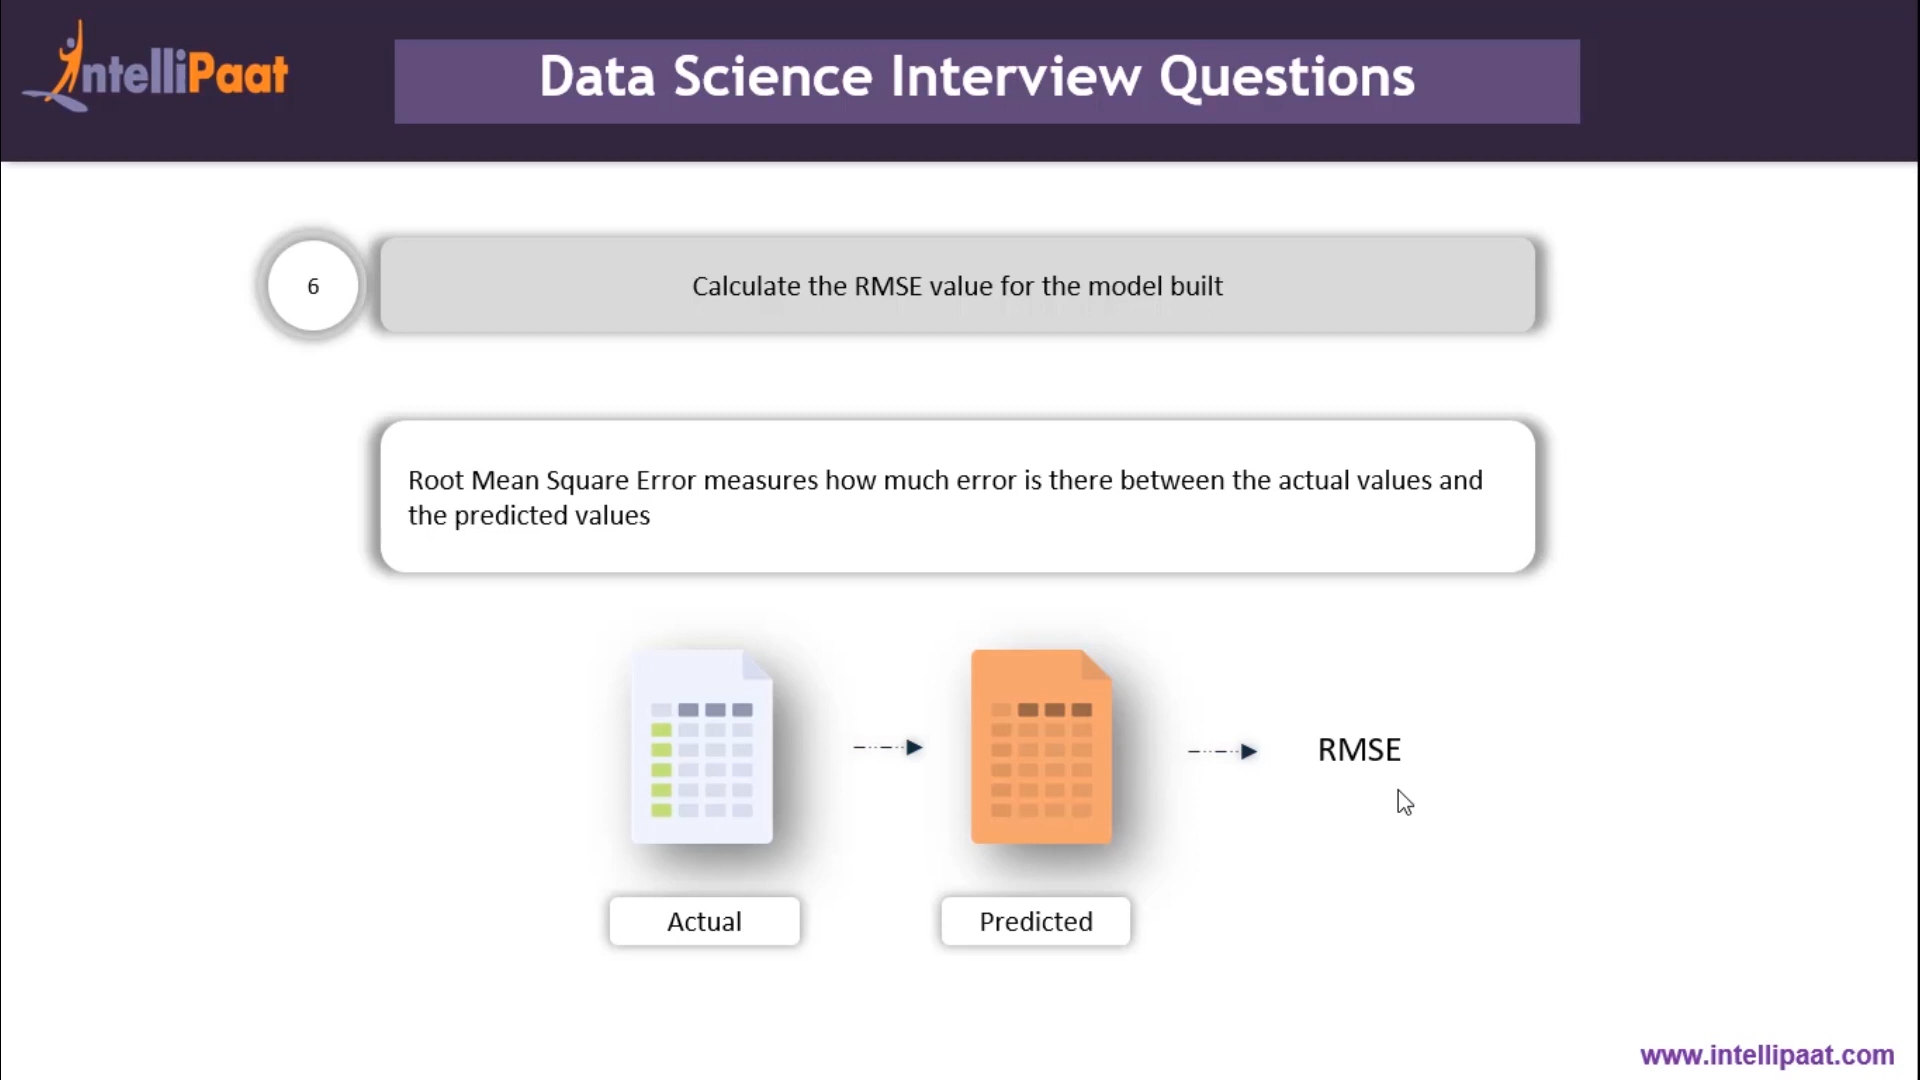 IntelliPaat
Data Science Interview Questions
6
Calculate the RMSE value for the model built
Root Mean Square Error measures how much error is there between the actual values and
the predicted values
RMSE
Actual
Predicted
www.intellipaat.com